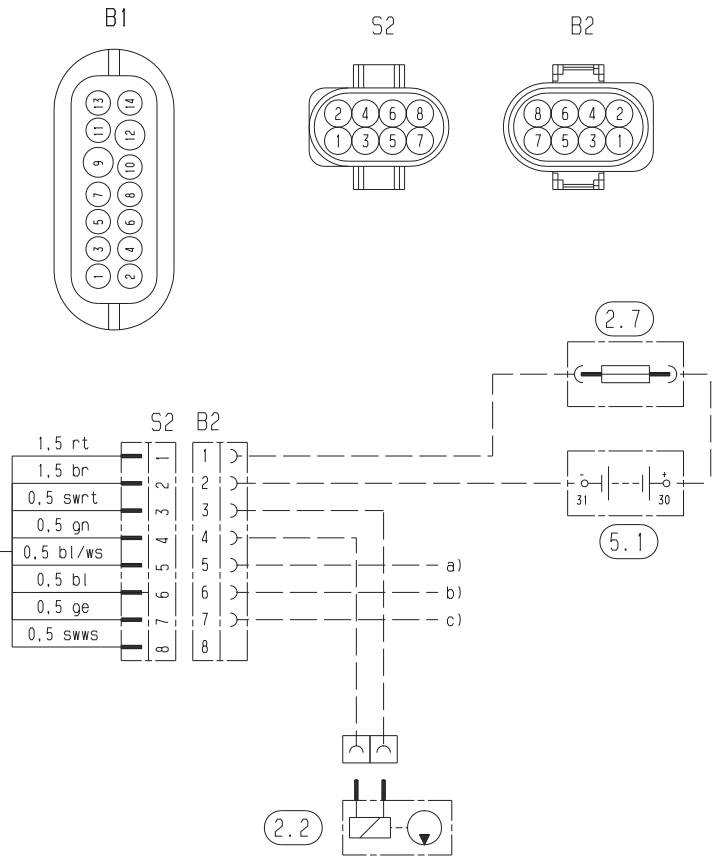 B1
S2
B2
13 14
11 12
9 10
7 8
5 6
3 4
1 2
2 4 6 8
1 3 5 7
8 6 4 2
7 5 3 1
2.7
S2 B2
1,5 rt 1 1
1,5 br 2 2
0,5 swrt 3 3
0,5 gn 4 4
0,5 bl/ws 5 5 a)
0,5 bl 6 6 b)
0,5 ge 7 7 c)
0,5 swws 8 8
- +
31 30
5.1
2.2